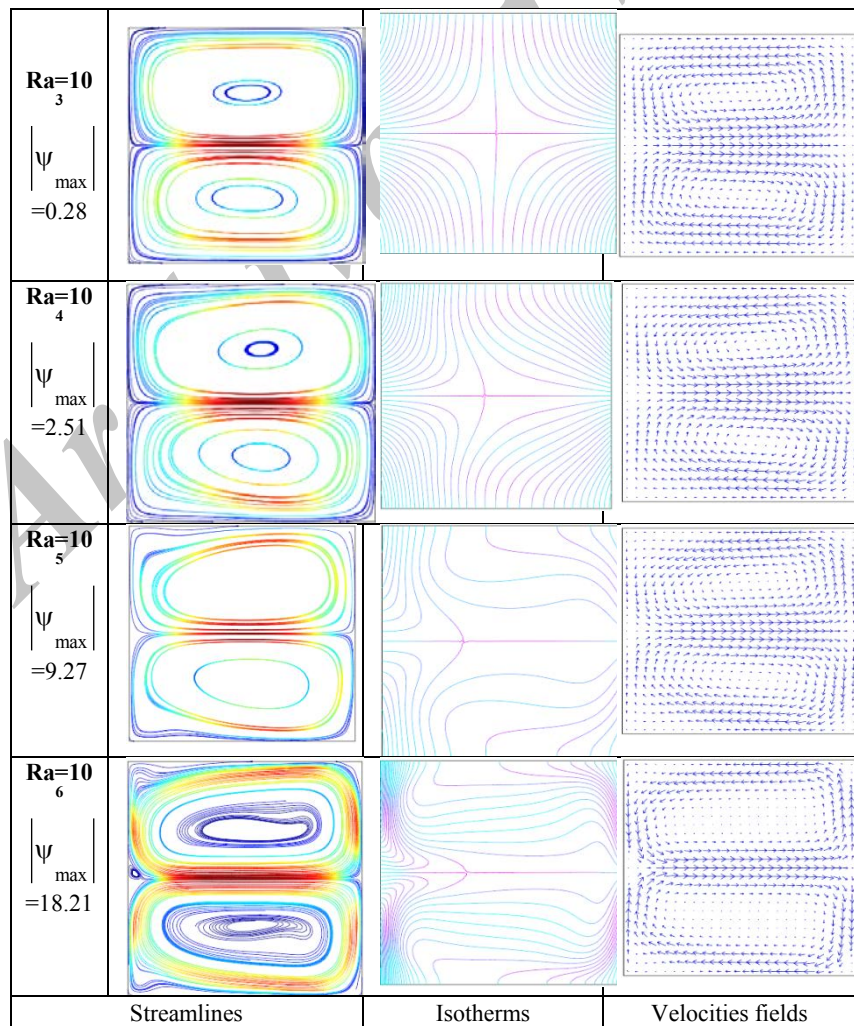 Ra=10
3
|ψ max|
=0.28
Ra=10
4
|ψ max|
=2.51
Ra=10
5
|ψ max|
=9.27
Ra=10
6
|ψ max|
=18.21
Streamlines Isotherms Velocities fields